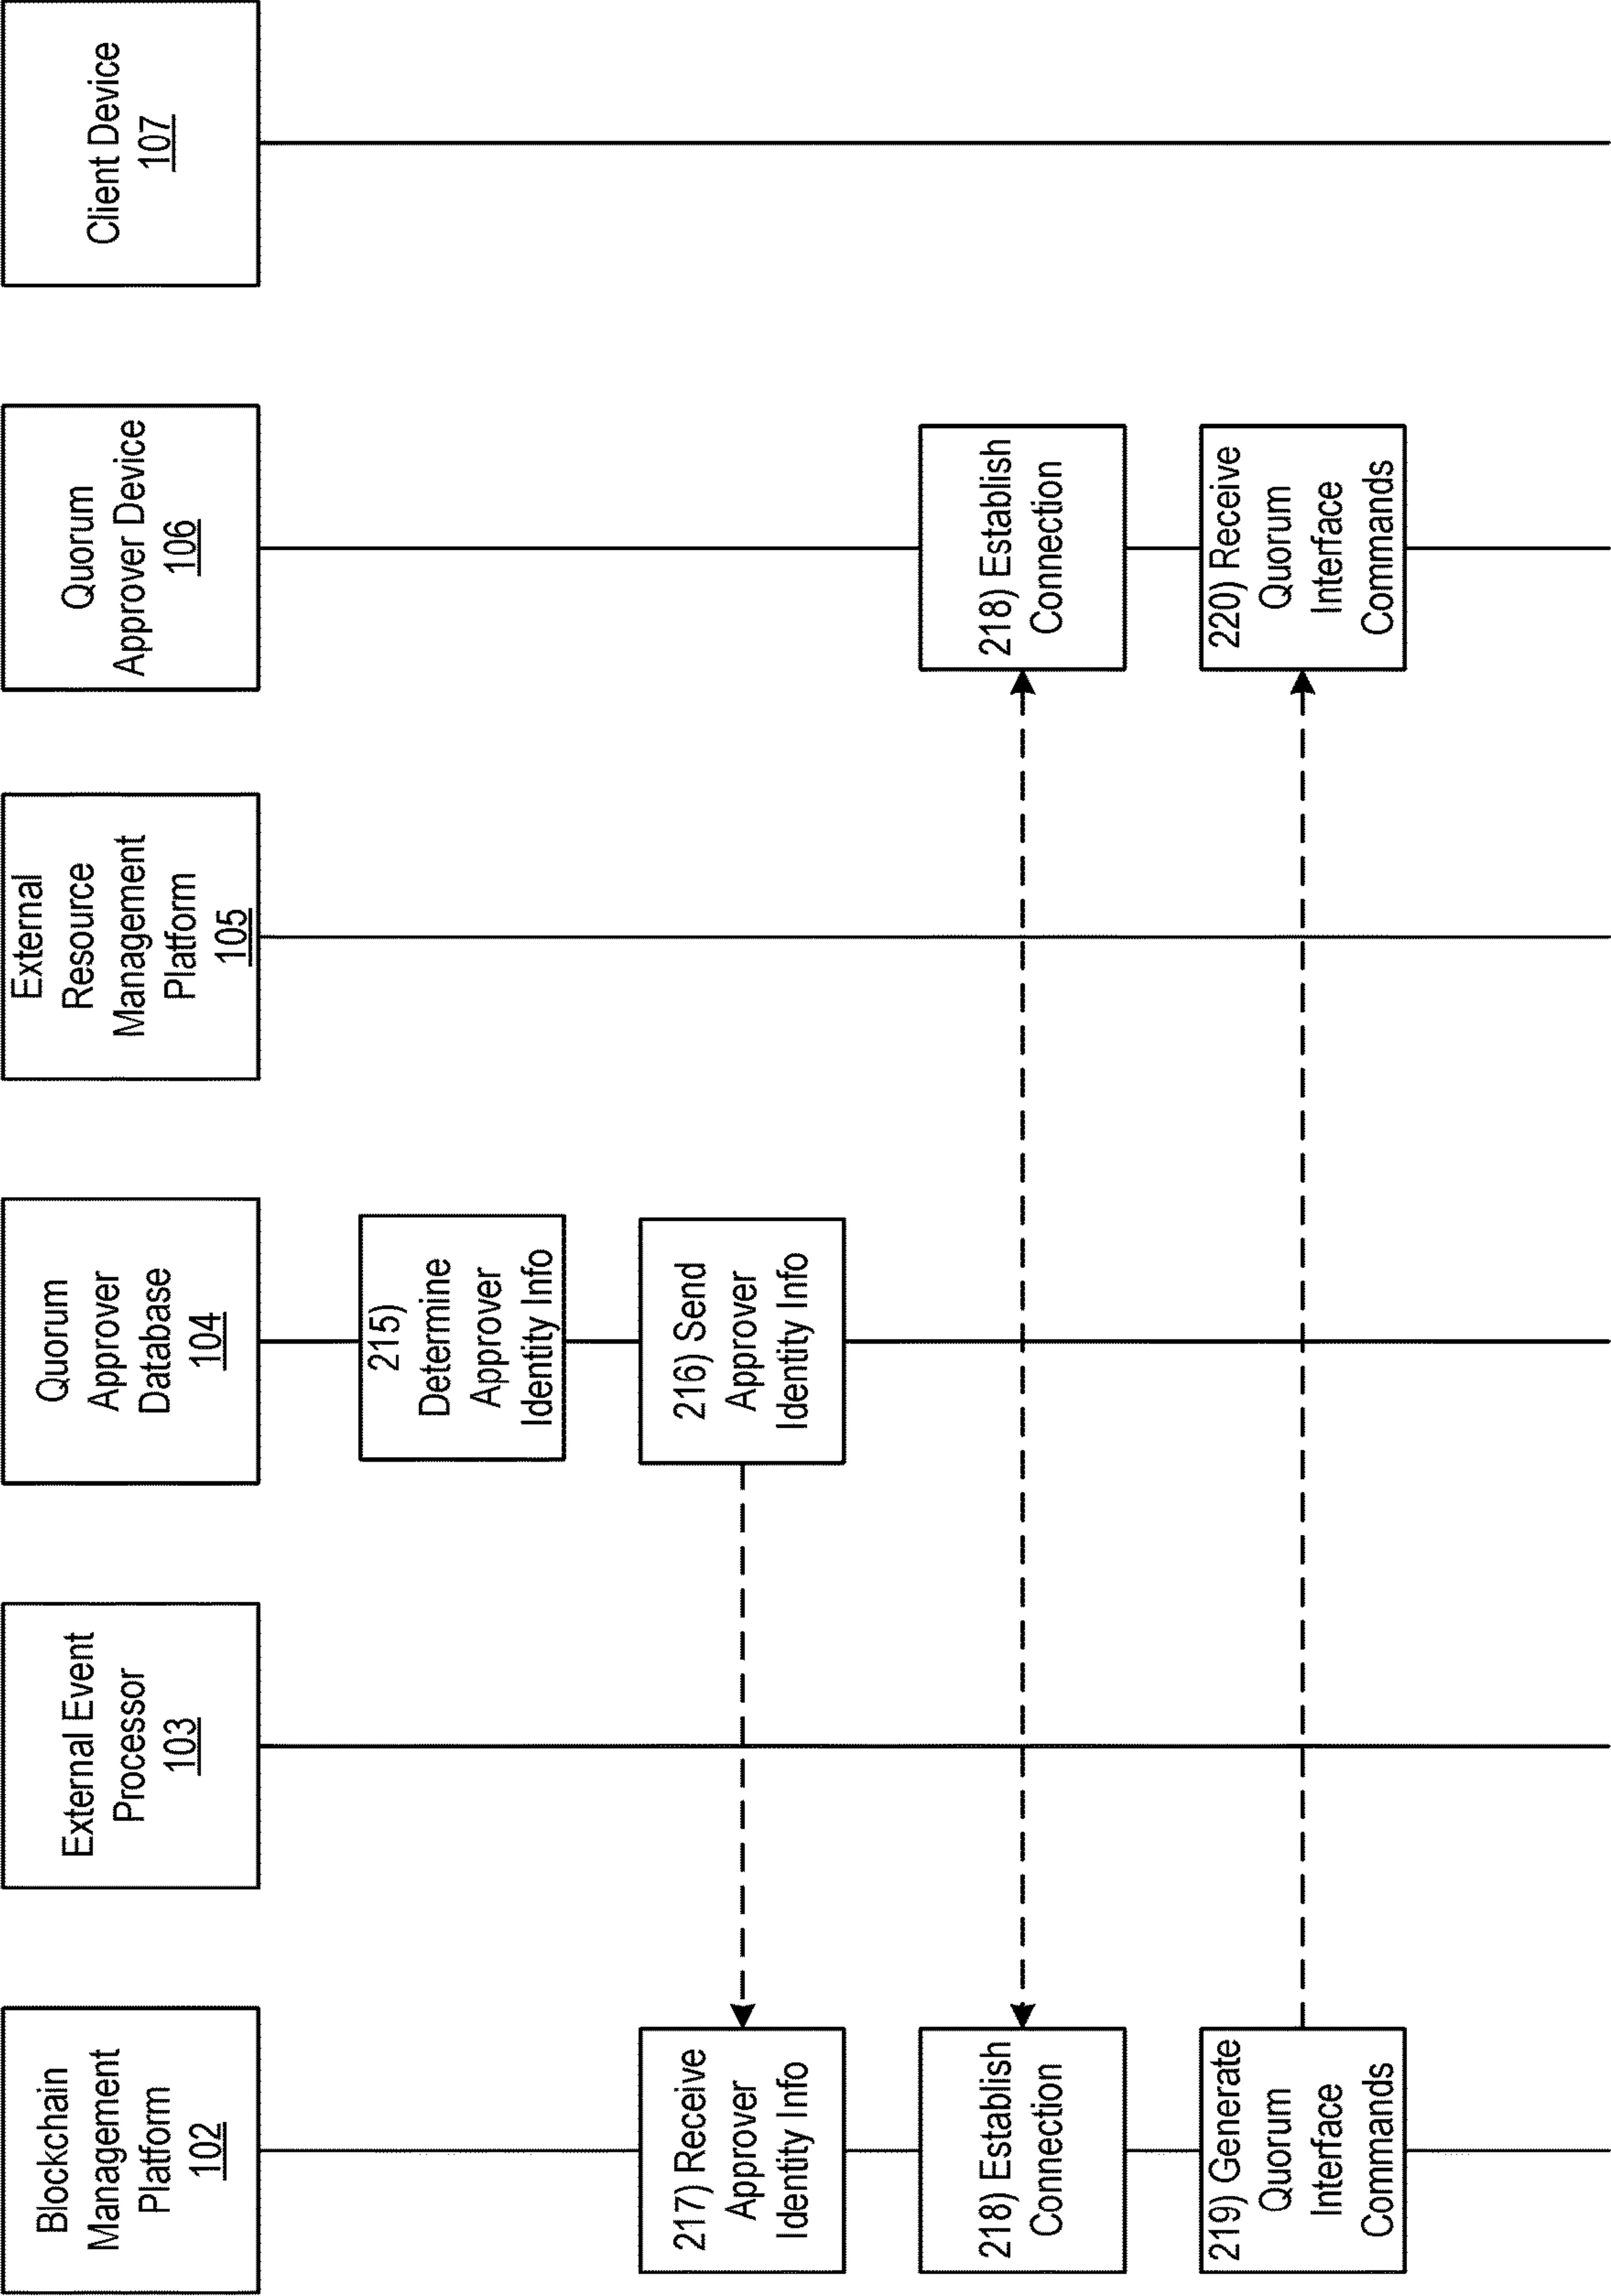 Blockchain
Management
Platform
102
External Event
Processor
103
Quorum
Approver
Database
104
External
Resource
Management
Platform
105
Quorum
Approver Device
106
Client Device
107
215)
Determine
Approver
Identity Info
217) Receive
Approver
Identity Info
216) Send
Approver
Identity Info
218) Establish
Connection
218) Establish
Connection
219) Generate
Quorum
Interface
Commands
220) Receive
Quorum
Interface
Commands